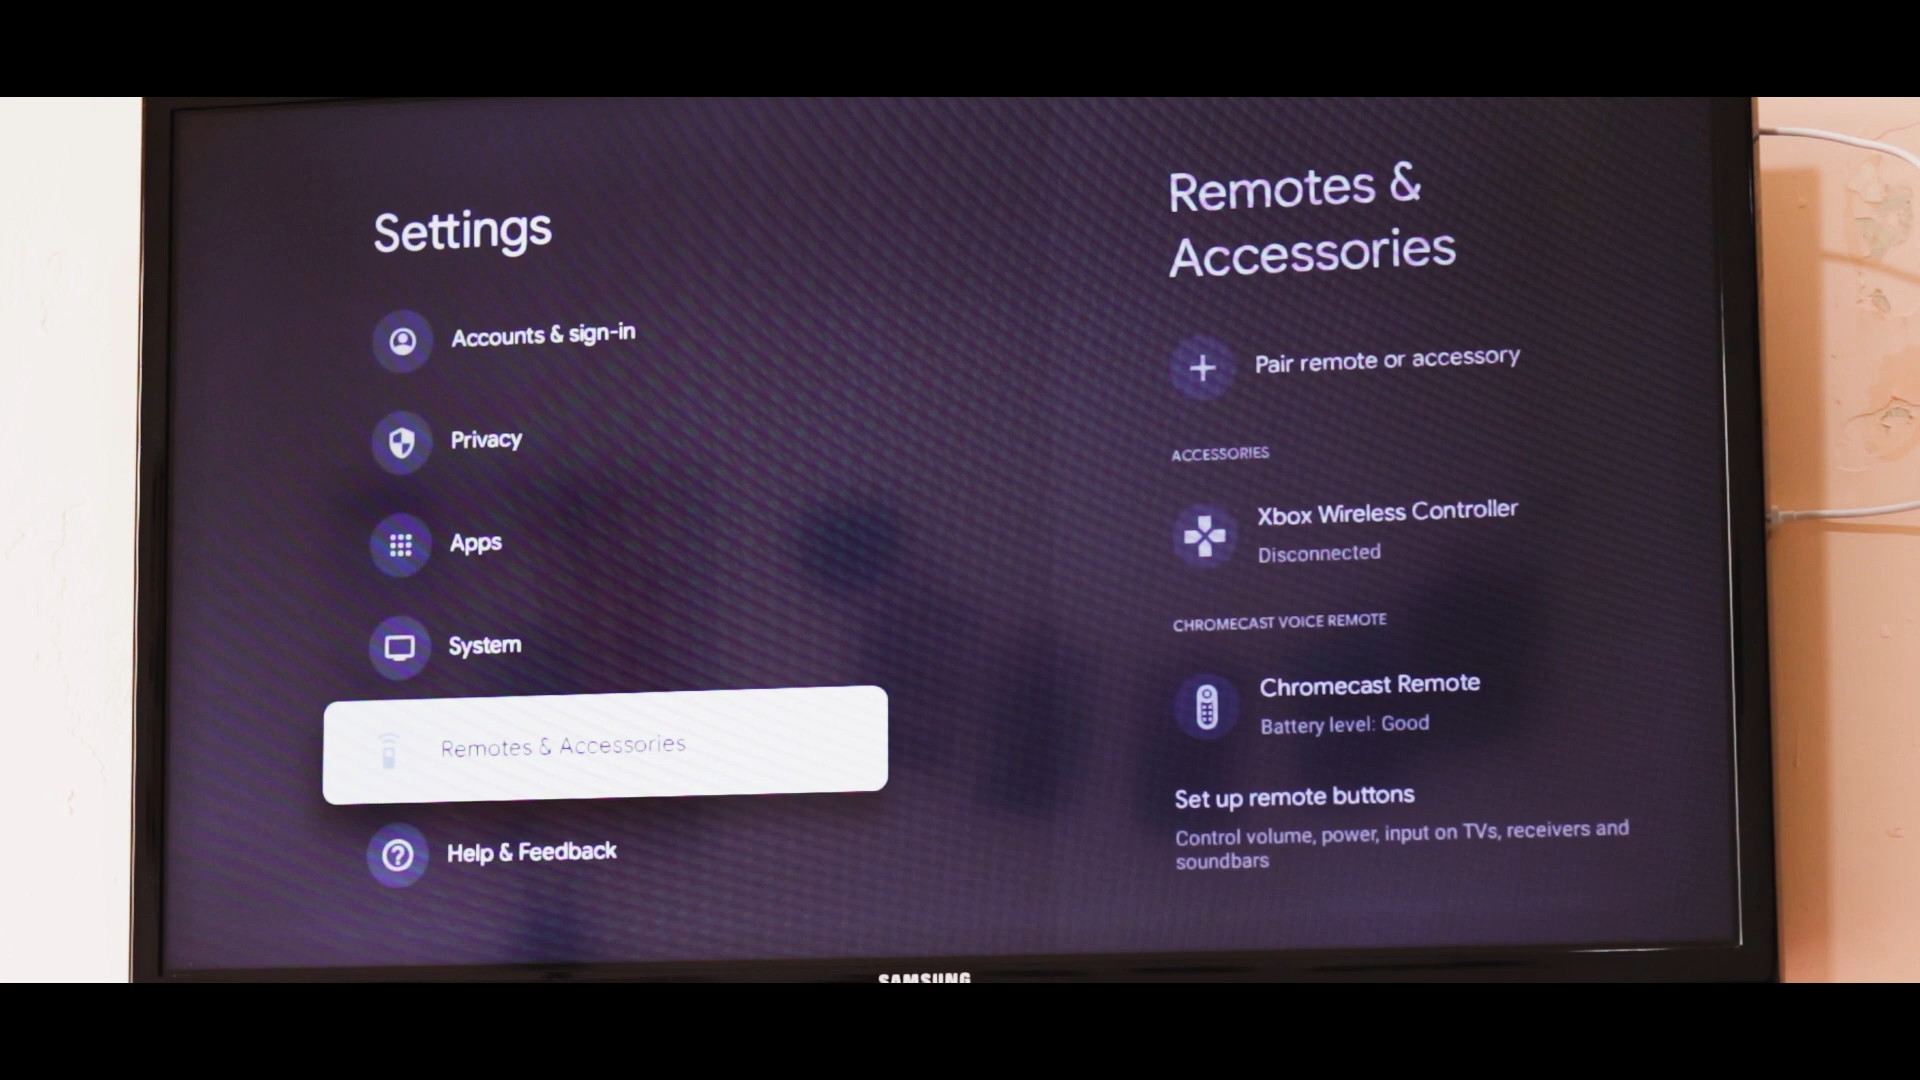 Settings
Accounts & sign-in
Privacy
Apps
System
Remotes & Accessories
Help & Feedback
Remotes &
Accessories
Pair remote or accessory
ACCESSORIES
Xbox Wireless Controller
Disconnected
CHROMECAST VOICE REMOTE
Chromecast Remote
Battery level: Good
Set up remote buttons
Control volume, power, input on TVs, receivers and
soundbars
SAMSUNG